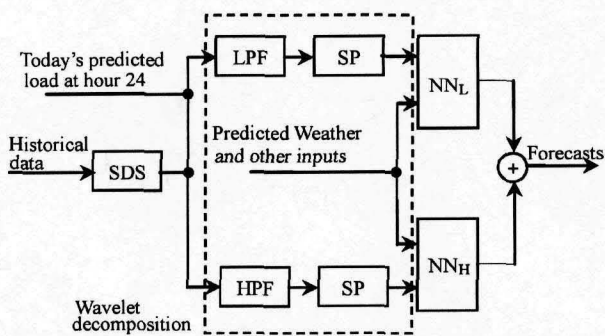 Today's predicted
load at hour 24
LPF
SP
NN_L
Predicted Weather
and other inputs
Historical
data
SDS
+
Forecasts
HPF
SP
NN_H
Wavelet
decomposition